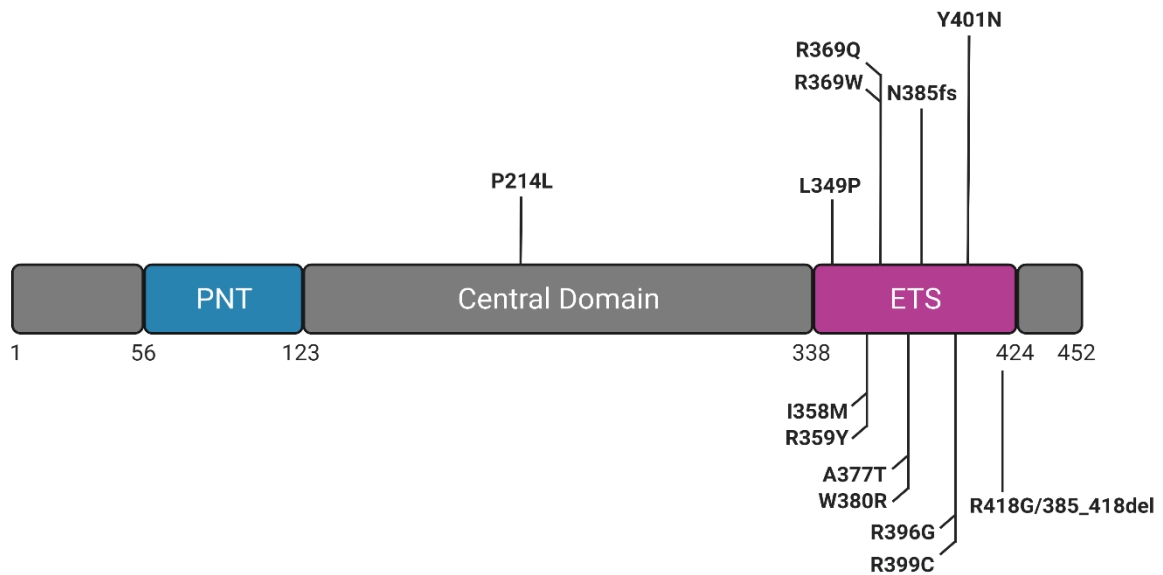 Y401N
R369Q
R369W
N385fs
P214L
L349P
PNT
Central Domain
ETS
1
56
123
338
424
452
I358M
R359Y
A377T
W380R
R418G/385_418del
R396G
R399C